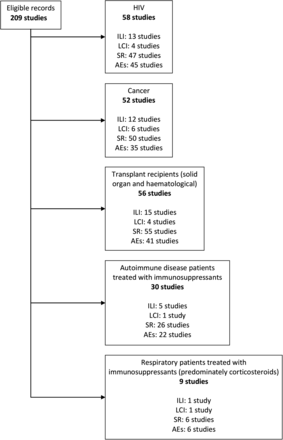 Eligible records
209 studies
HIV
58 studies
ILI: 13 studies
LCI: 4 studies
SR: 47 studies
AEs: 45 studies
Cancer
52 studies
ILI: 12 studies
LCI: 6 studies
SR: 50 studies
AEs: 35 studies
Transplant recipients (solid
organ and haematological)
56 studies
ILI: 15 studies
LCI: 4 studies
SR: 55 studies
AEs: 41 studies
Autoimmune disease patients
treated with immunosuppressants
30 studies
ILI: 5 studies
LCI: 1 study
SR: 26 studies
AEs: 22 studies
Respiratory patients treated with
immunosuppressants (predominately corticosteroids)
9 studies
ILI: 1 study
LCI: 1 study
SR: 6 studies
AEs: 6 studies